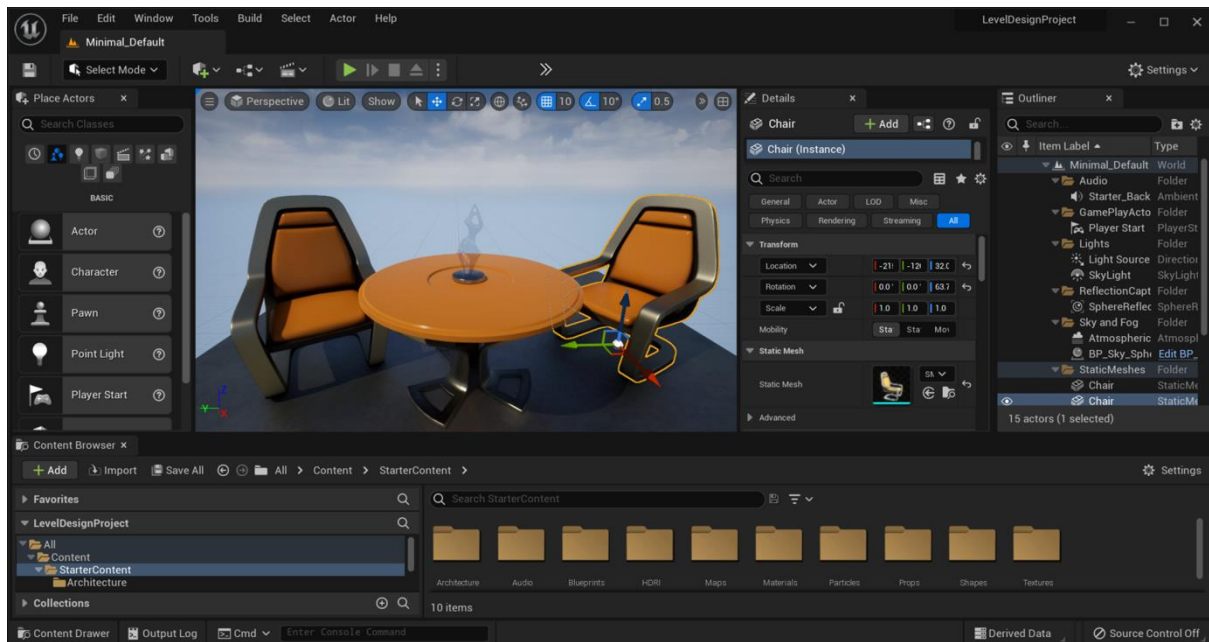 File Edit Window Tools Build Select Actor Help
LevelDesignProject
Minimal_Default
Select Mode
Settings
Place Actors
Search Classes
BASIC
Actor
Character
Pawn
Point Light
Player Start
Perspective Lit Show 10 10° 0.5
Details
Chair
Add
Chair (Instance)
Search
General Actor LOD Misc
Physics Rendering Streaming All
Transform
Location 32.0
Rotation 0.0 0.0 63.7
Scale 1.0 1.0 1.0
Mobility Sta Sta Mov
Static Mesh
Static Mesh
Advanced
Z
Y
X
Outliner
Search...
Item Label Type
Minimal_Default World
Audio Folder
Starter_Back Ambient
GamePlayActo Folder
Player Start PlayerSt
Lights Folder
Light Source Direction
SkyLight SkyLight
ReflectionCapt Folder
SphereReflec SphereR
Sky and Fog Folder
Atmospheric Atmospl
BP_Sky_Sph Edit BP_
StaticMeshes Folder
Chair StaticMe
Chair StaticMe
15 actors (1 selected)
Content Browser
Add Import Save All All Content StarterContent
Settings
Favorites
LevelDesignProject
All
Content
StarterContent
Architecture
Collections
Search StarterContent
Architecture Audio Blueprints HDRI Maps Materials Particles Props Shapes Textures
10 items
Content Drawer Output Log Cmd Enter Console Command
Derived Data Source Control Off